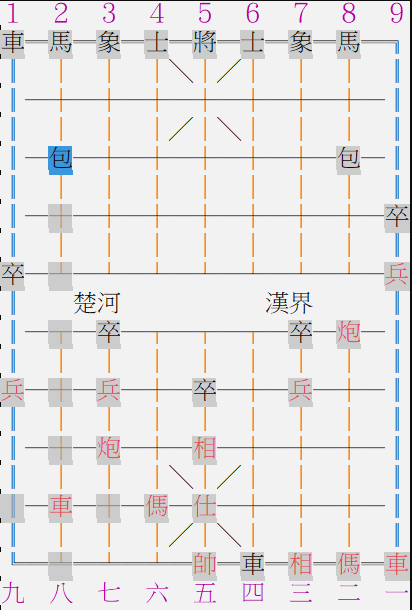 1 2 3 4 5 6 7 8 9
車 馬 象 士 將 士 象 馬
包 包
卒
卒 兵
楚河 漢界
卒 卒 炮
兵 兵 卒 兵
炮 相
車 傌 仕
帥 車 相 傌 車
九 八 七 六 五 四 三 二 一